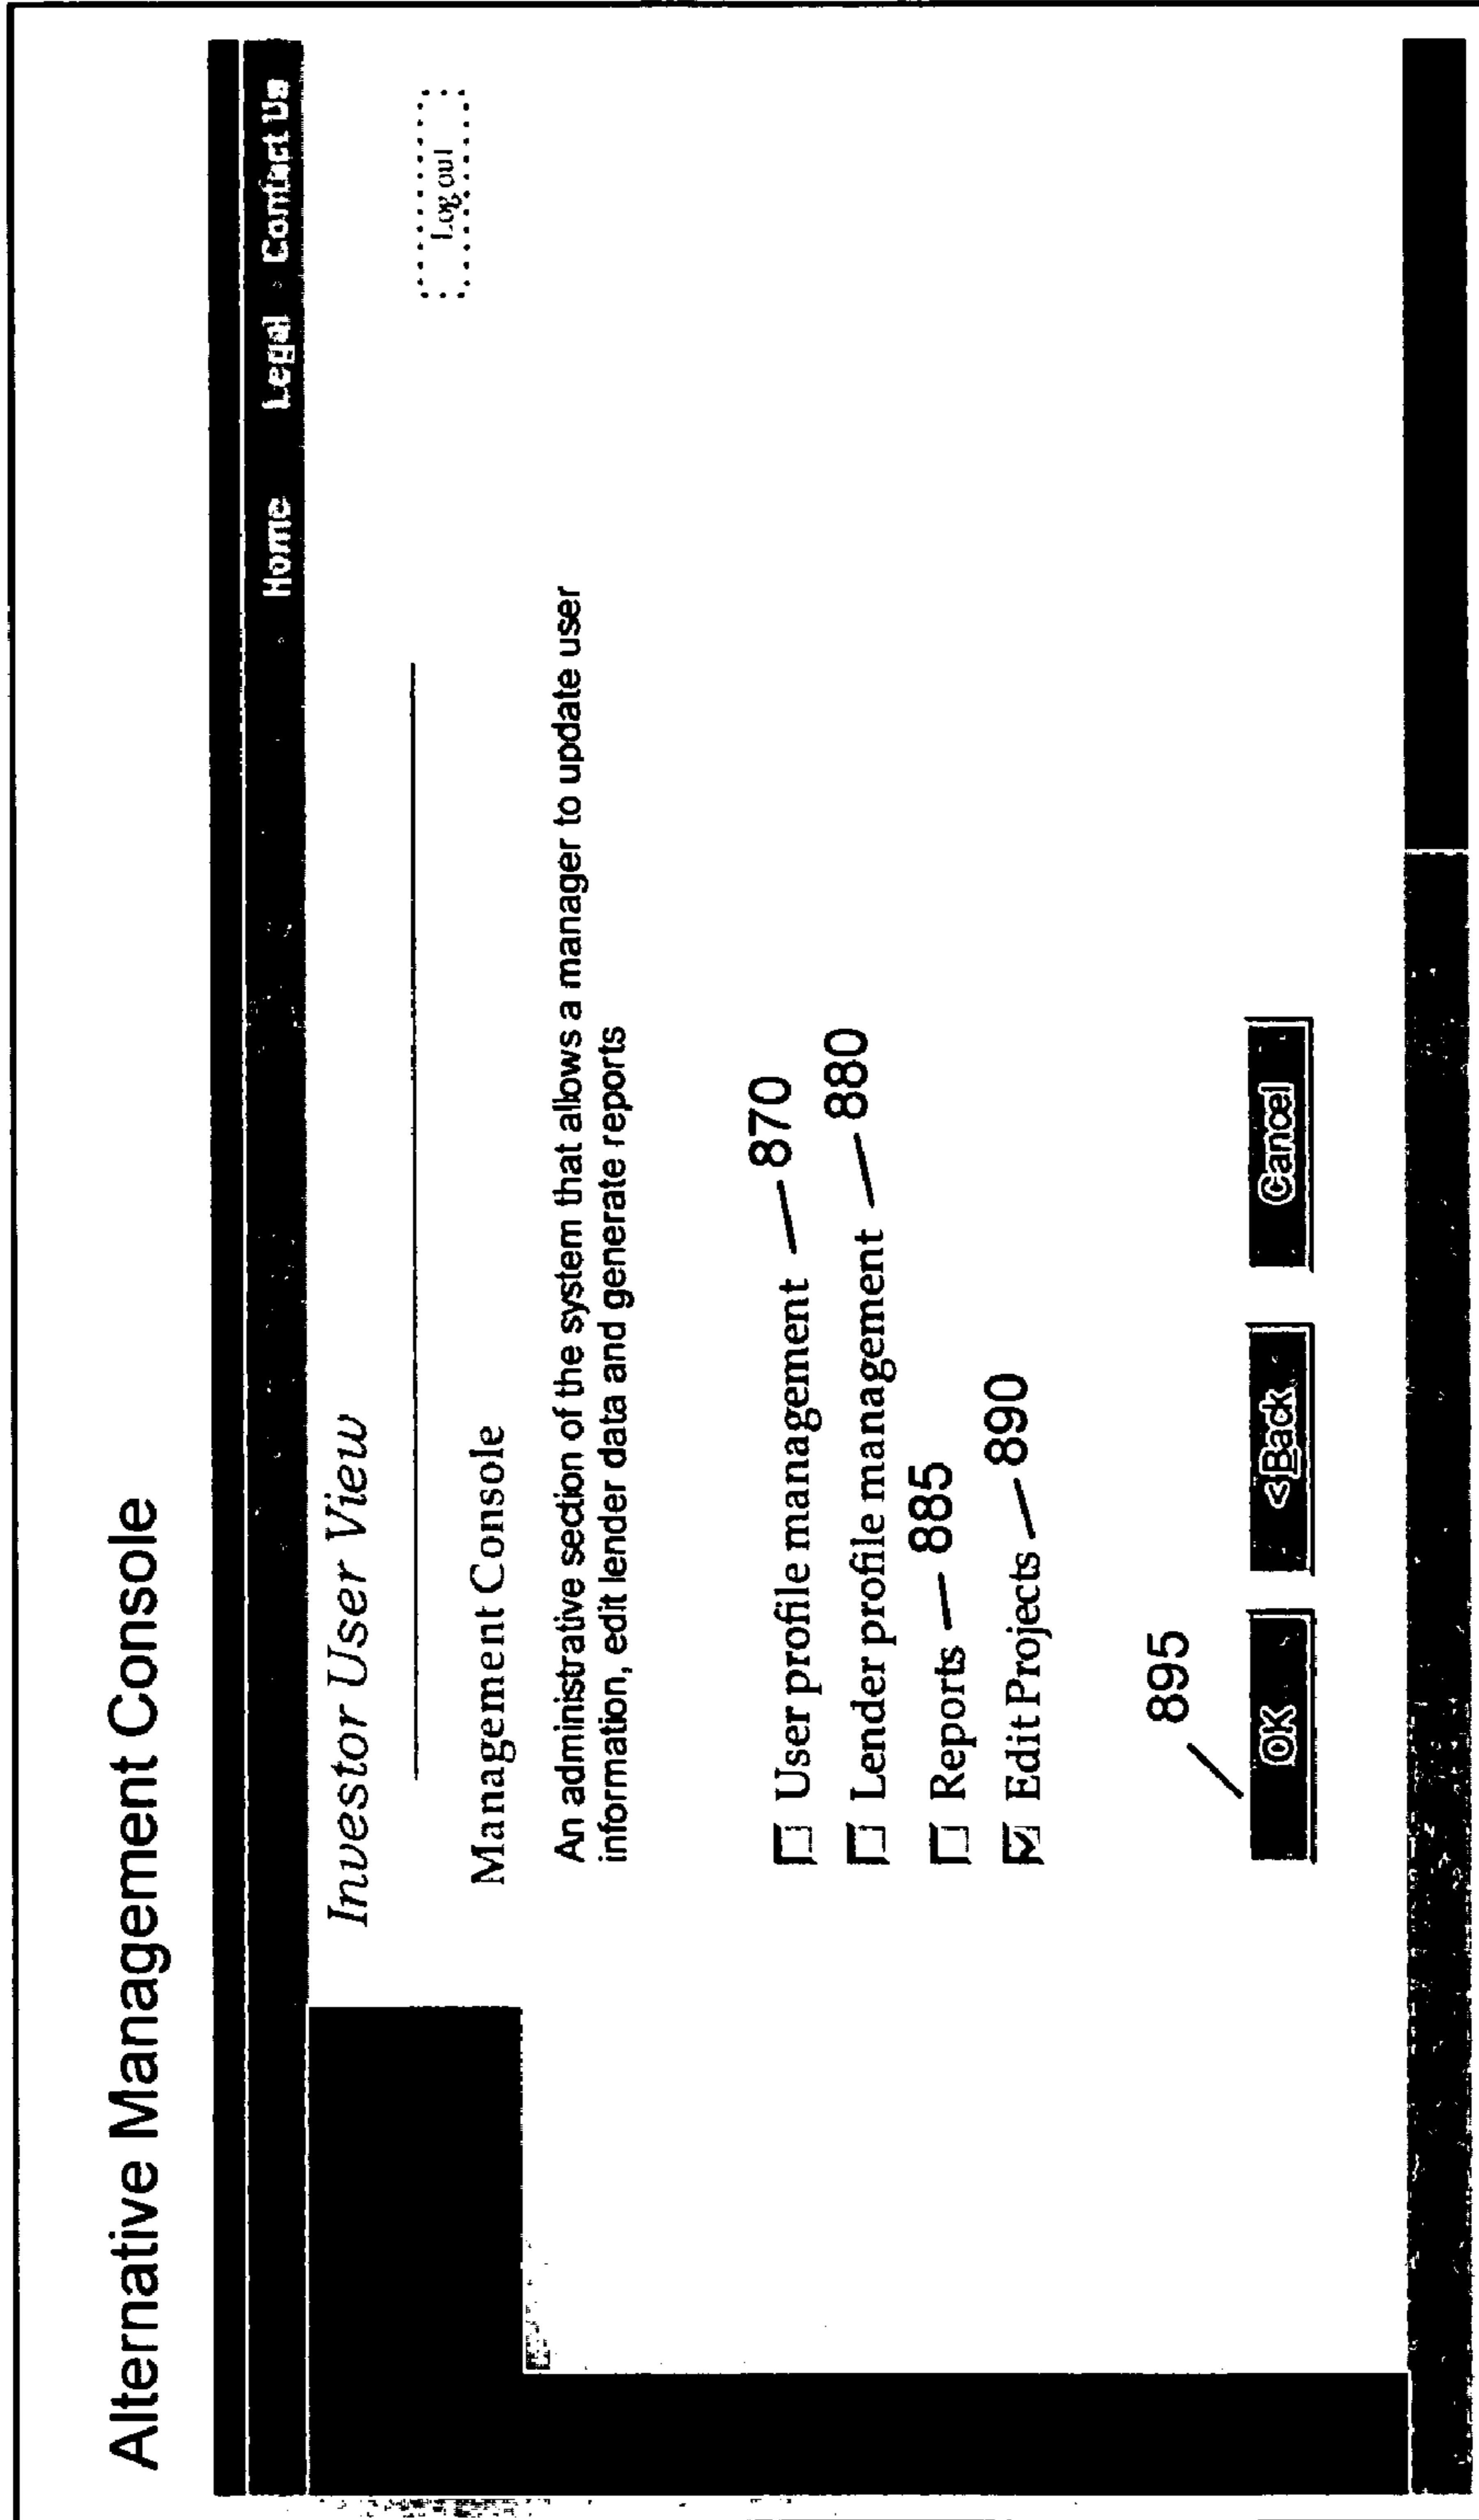 Alternative Management Console
Home Legal Contact Us
Investor User View
Logout
Management Console
An administrative section of the system that allows a manager to update user
information, edit lender data and generate reports
User profile management 870
Lender profile management 880
Reports 885
Edit Projects 890
895
OK <Back Cancel